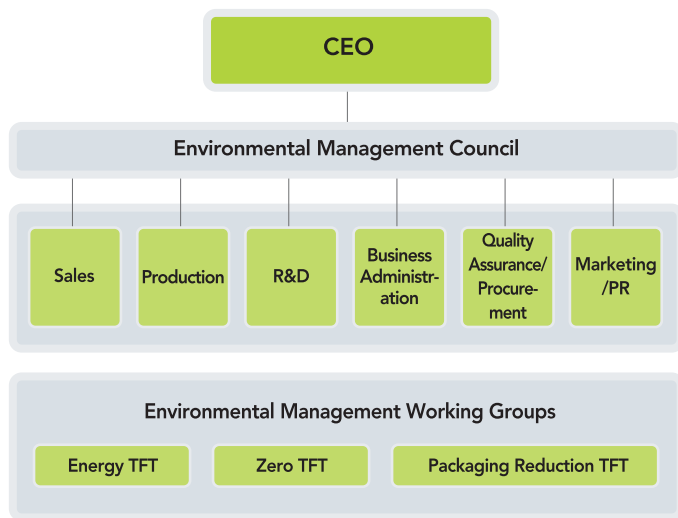 CEO
Environmental Management Council
Sales
Production
R&D
Business
Administr-
ation
Quality
Assurance/
Procure-
ment
Marketing
/PR
Environmental Management Working Groups
Energy TFT
Zero TFT
Packaging Reduction TFT